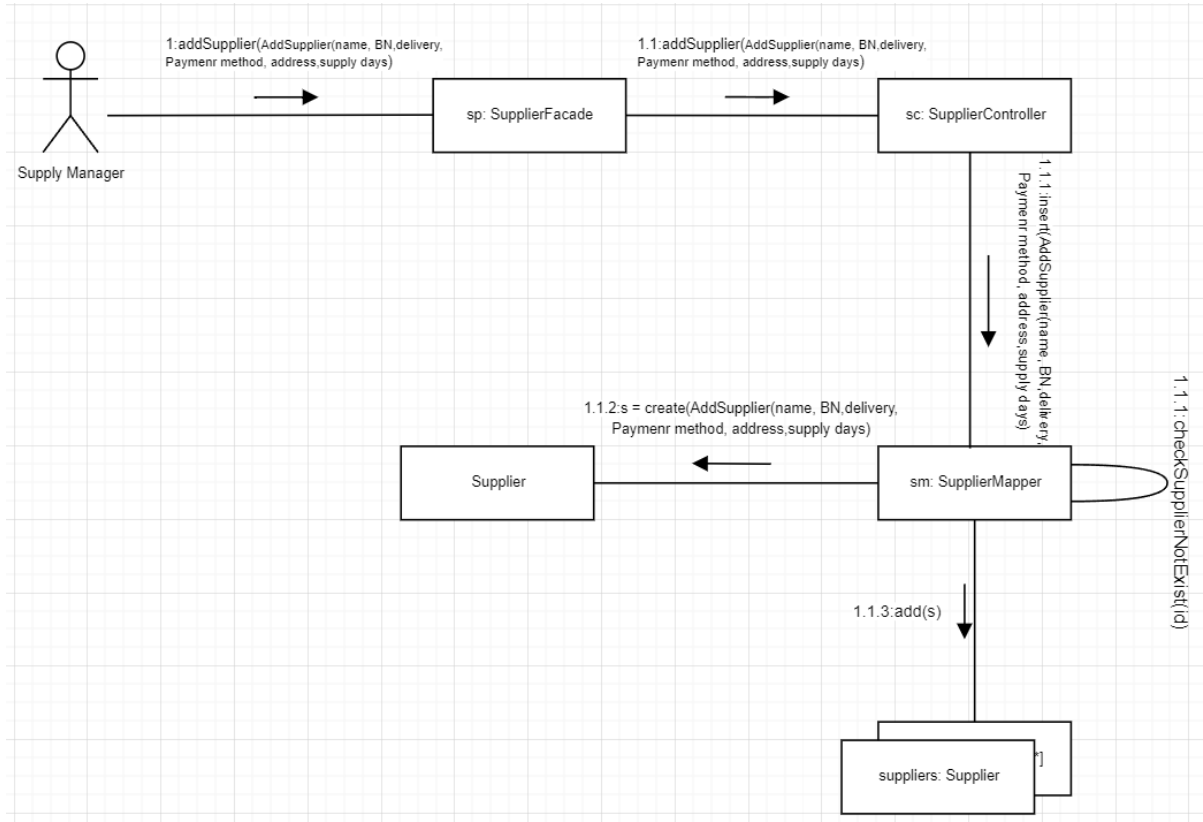 1:addSupplier(AddSupplier(name, BN,delivery,
Paymenr method, address,supply days)
1.1:addSupplier(AddSupplier(name, BN,delivery,
Paymenr method, address,supply days)
sp: SupplierFacade
sc: SupplierController
Supply Manager
1.1.1:insert(AddSupplier(name, BN,delivery,
Paymenr method, address,supply days)
1.1.2:s = create(AddSupplier(name, BN,delivery,
Paymenr method, address,supply days)
1.1.1:checkSupplierNotExist(id)
Supplier
sm: SupplierMapper
1.1.3:add(s)
*]
suppliers: Supplier